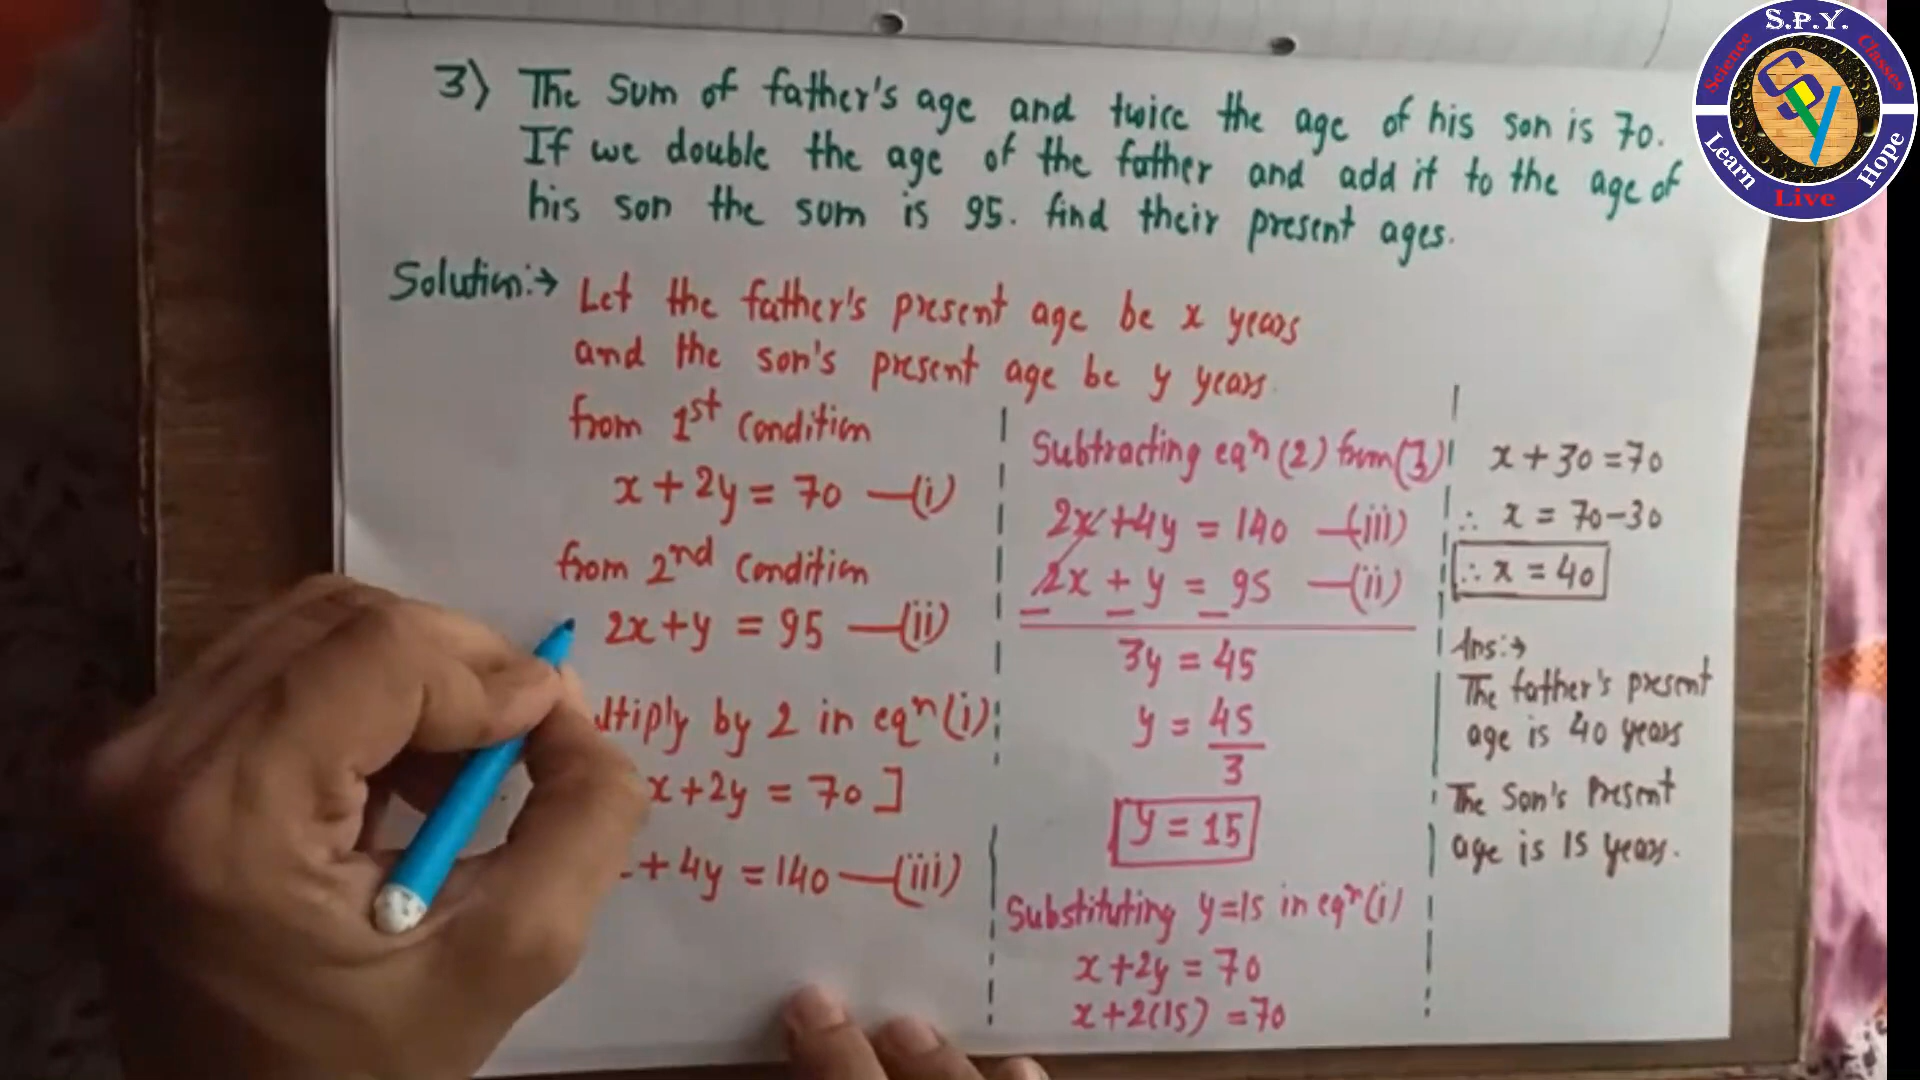 3) The sum of father's age and twice the age of his son is 70.
If we double the age of the father and add it to the age of
his son the sum is 95. find their present ages.
Solution:→ Let the father's present age be x years
and the son's present age be y years.
from 1st condition
x + 2y = 70 —(i)
from 2nd condition
2x + y = 95 —(ii)
ltiply by 2 in eqn (i)
x + 2y = 70 ]
+ 4y = 140 —(iii)
Subtracting eqn (2) from (3)
2x + 4y = 140 —(iii)
2x + y = 95 —(ii)
— — —
3y = 45
y = 45
3
y = 15
Substituting y=15 in eqn (i)
x + 2y = 70
x + 2(15) = 70
x + 30 = 70
∴ x = 70 - 30
∴ x = 40
Ans:→
The father's present
age is 40 years
The Son's Present
age is 15 years.
S.P.Y.
Science
Classes
SPY
Learn
Live
Hope